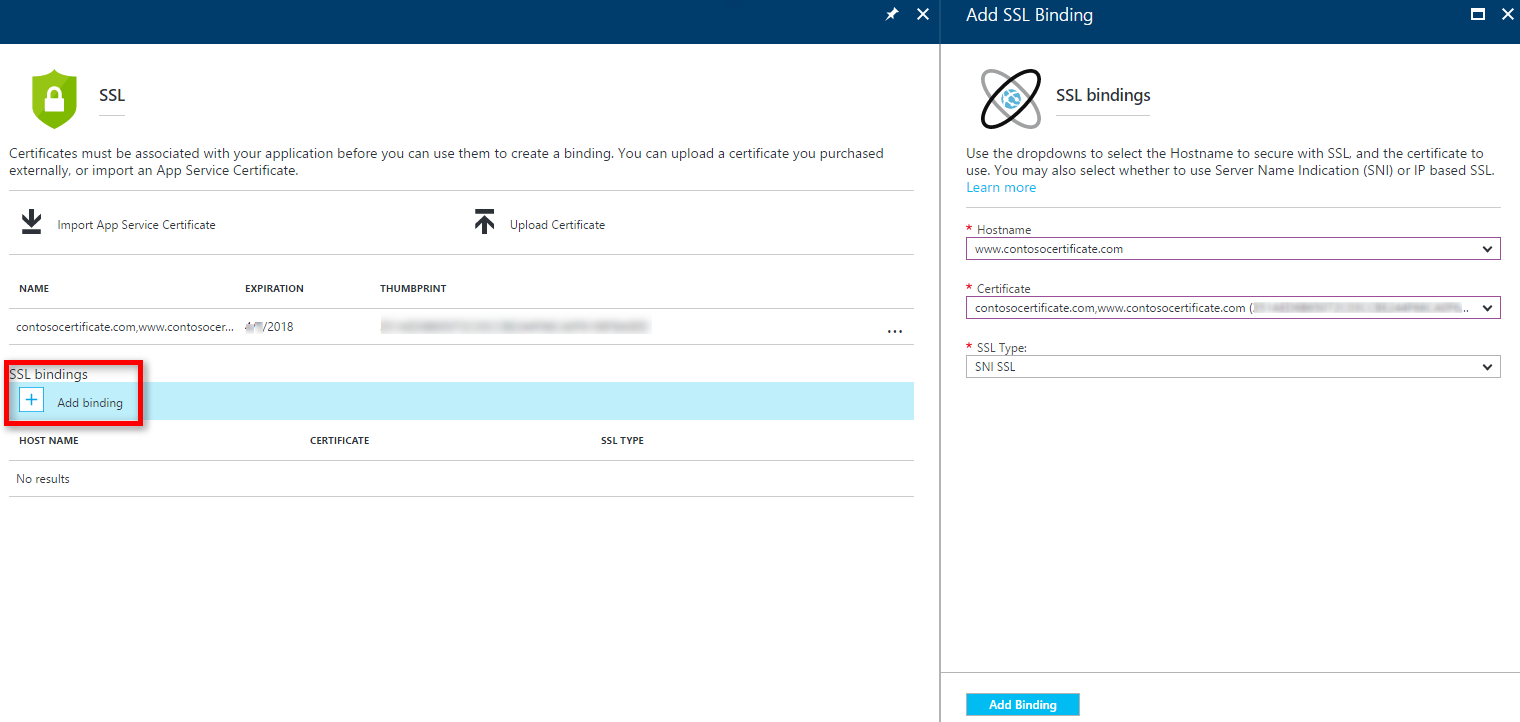 Add SSL Binding
SSL
Certificates must be associated with your application before you can use them to create a binding. You can upload a certificate you purchased
externally, or import an App Service Certificate.
Import App Service Certificate
Upload Certificate
NAME EXPIRATION THUMBPRINT
contosocertificate.com,www.contosocer... /2018 ...
SSL bindings
+ Add binding
HOST NAME CERTIFICATE SSL TYPE
No results
SSL bindings
Use the dropdowns to select the Hostname to secure with SSL, and the certificate to
use. You may also select whether to use Server Name Indication (SNI) or IP based SSL.
Learn more
* Hostname
www.contosocertificate.com
* Certificate
contosocertificate.com,www.contosocertificate.com (
* SSL Type:
SNI SSL
Add Binding